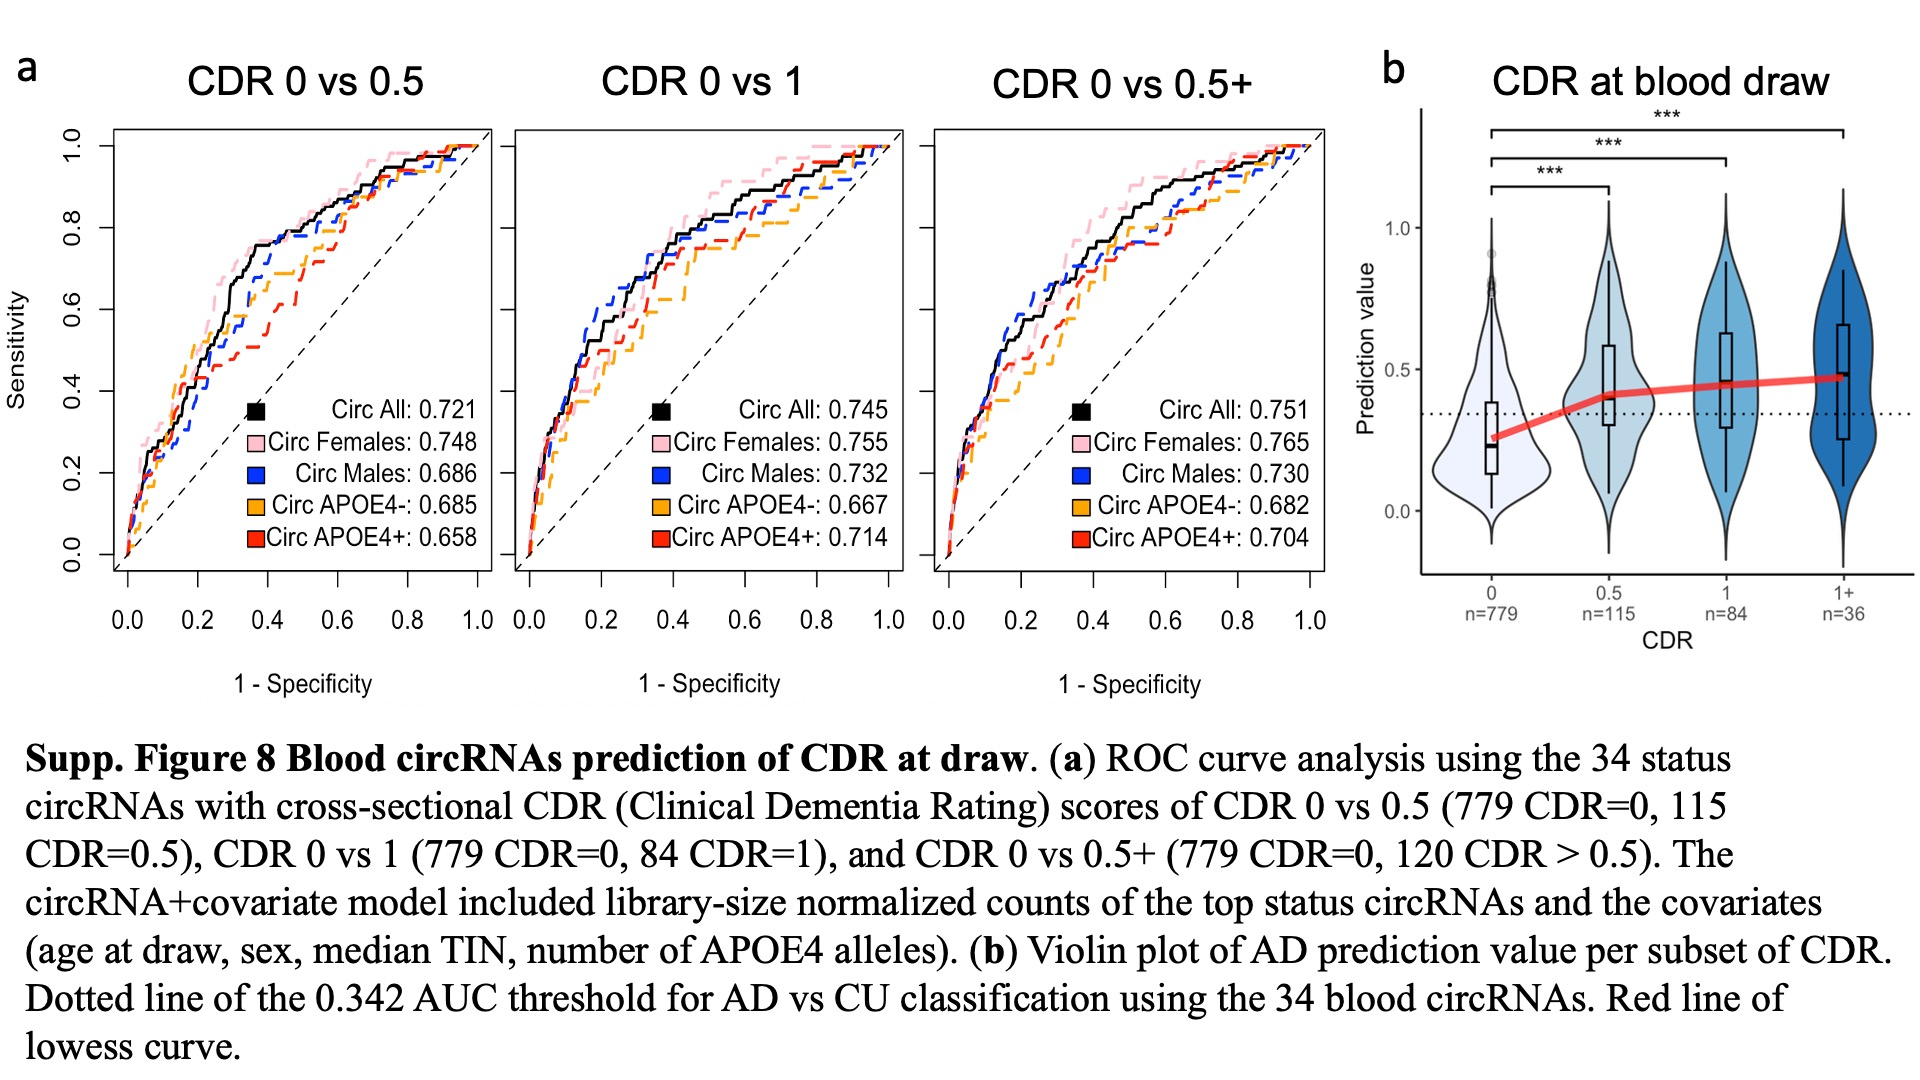 a
CDR 0 vs 0.5
CDR 0 vs 1
CDR 0 vs 0.5+
Sensitivity
1.0
0.8
0.6
0.4
0.2
0.0
Circ All: 0.721
Circ Females: 0.748
Circ Males: 0.686
Circ APOE4-: 0.685
Circ APOE4+: 0.658
0.0 0.2 0.4 0.6 0.8 1.0
1 - Specificity
Circ All: 0.745
Circ Females: 0.755
Circ Males: 0.732
Circ APOE4-: 0.667
Circ APOE4+: 0.714
0.0 0.2 0.4 0.6 0.8 1.0
1 - Specificity
Circ All: 0.751
Circ Females: 0.765
Circ Males: 0.730
Circ APOE4-: 0.682
Circ APOE4+: 0.704
0.0 0.2 0.4 0.6 0.8 1.0
1 - Specificity
b
CDR at blood draw
***
***
***
Prediction value
1.0
0.5
0.0
0 0.5 1 1+
n=779 n=115 n=84 n=36
CDR
Supp. Figure 8 Blood circRNAs prediction of CDR at draw. (a) ROC curve analysis using the 34 status
circRNAs with cross-sectional CDR (Clinical Dementia Rating) scores of CDR 0 vs 0.5 (779 CDR=0, 115
CDR=0.5), CDR 0 vs 1 (779 CDR=0, 84 CDR=1), and CDR 0 vs 0.5+ (779 CDR=0, 120 CDR > 0.5). The
circRNA+covariate model included library-size normalized counts of the top status circRNAs and the covariates
(age at draw, sex, median TIN, number of APOE4 alleles). (b) Violin plot of AD prediction value per subset of CDR.
Dotted line of the 0.342 AUC threshold for AD vs CU classification using the 34 blood circRNAs. Red line of
lowess curve.